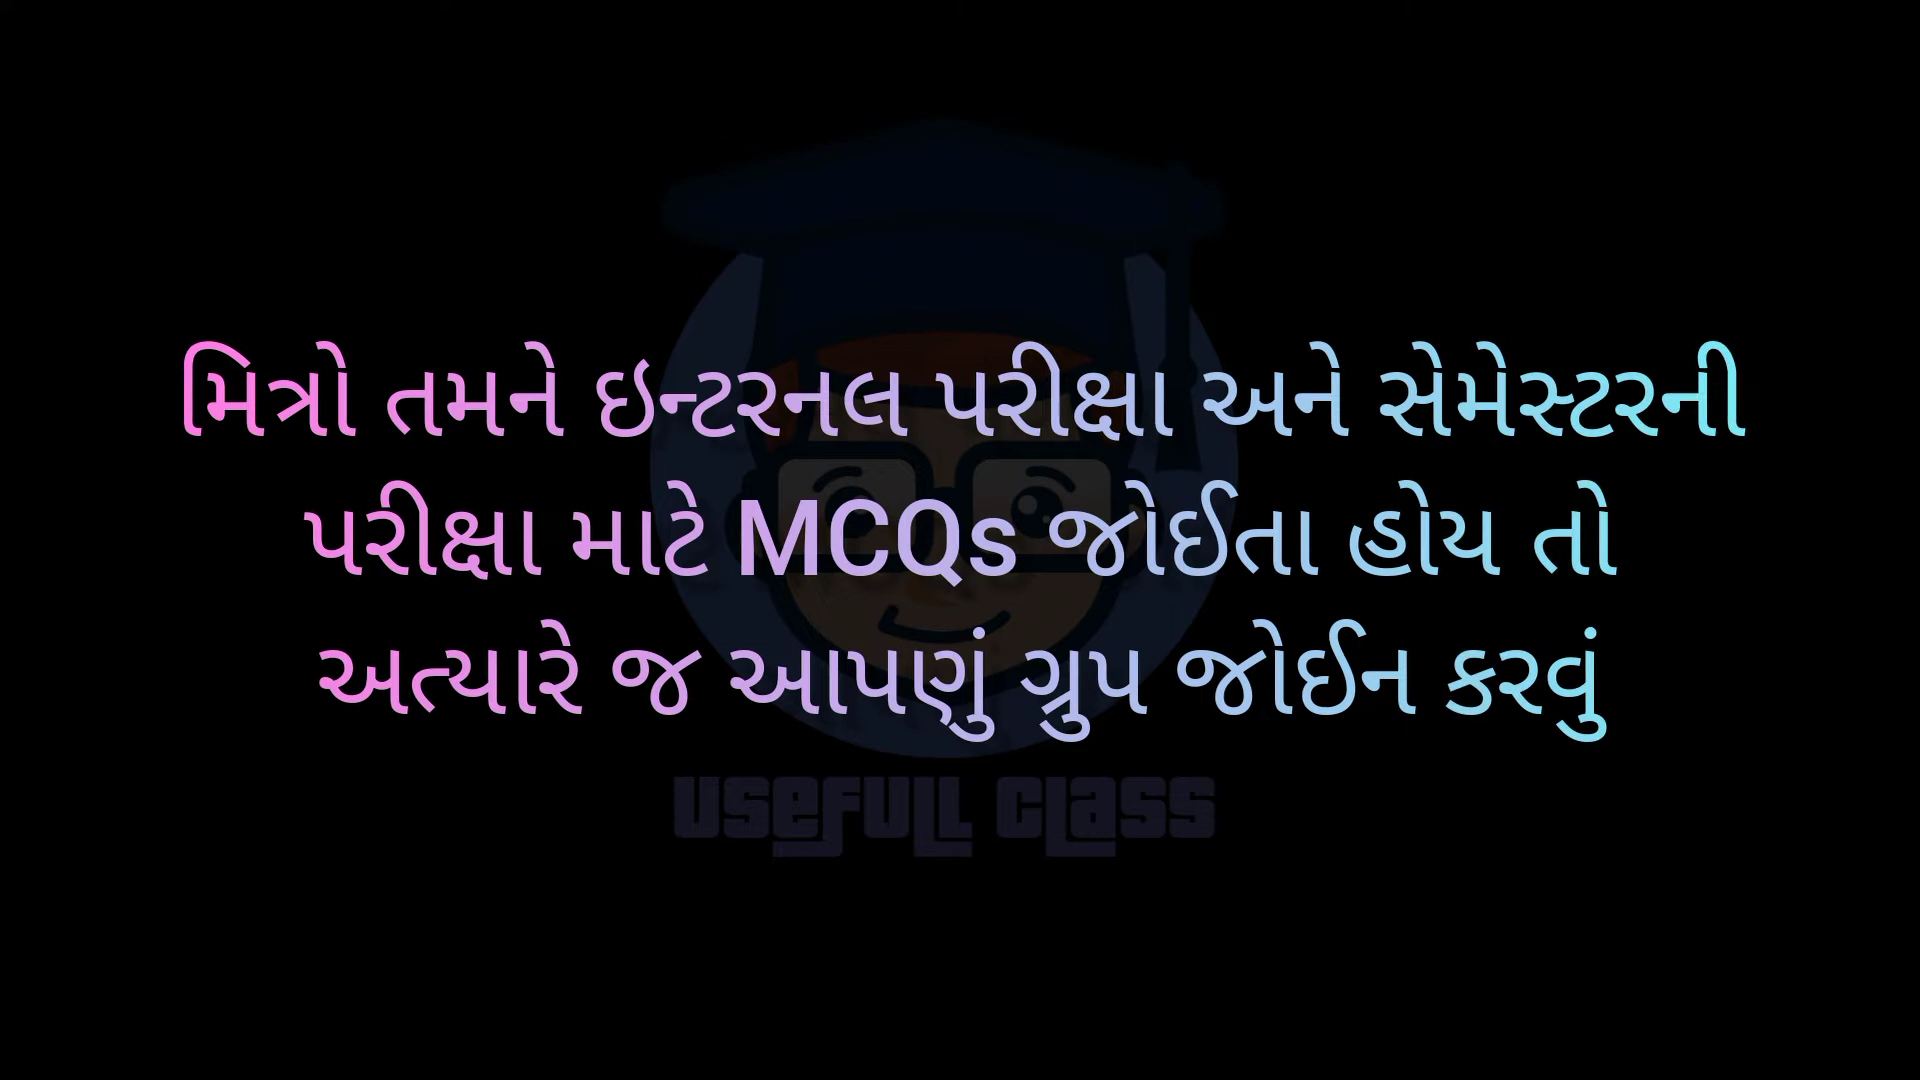 મિત્રો તમને ઇન્ટરનલ પરીક્ષા અને સેમેસ્ટરની
પરીક્ષા માટે MCQs જોઈતા હોય તો
અત્યારે જ આપણું ગ્રુપ જોઈન કરવું
USEFULL CLASS